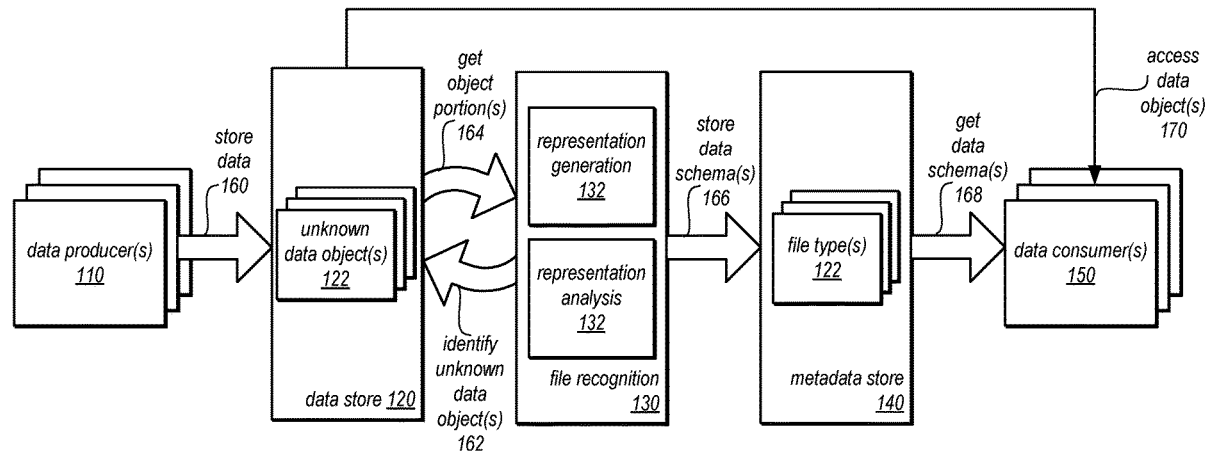 data producer(s)
110
store
data
160
unknown
data object(s)
122
data store 120
get
object
portion(s)
164
identify
unknown
data
object(s)
162
representation
generation
132
representation
analysis
132
file recognition
130
store
data
schema(s)
166
file type(s)
122
metadata store
140
get
data
schema(s)
168
access
data
object(s)
170
data consumer(s)
150